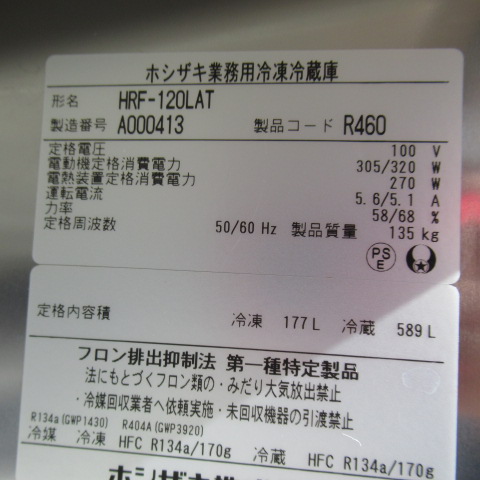 ホシザキ業務用冷凍冷蔵庫
形名 HRF-120LAT
製造番号 A000413 製品コード R460
定格電圧 100 V
電動機定格消費電力 305/320 W
電熱装置定格消費電力 270 W
運転電流 5.6/5.1 A
力率 58/68 %
定格周波数 50/60 Hz 製品質量 135 kg
PS
E
定格内容積 冷凍 177 L 冷蔵 589 L
フロン排出抑制法 第一種特定製品
法にもとづくフロン類の・みだり大気放出禁止
・冷媒回収業者へ依頼実施・未回収機器の引渡禁止
R134a(GWP1430) R404A(GWP3920)
冷媒 冷凍 HFC R134a/170g 冷蔵 HFC R134a/170g
ホシザキ